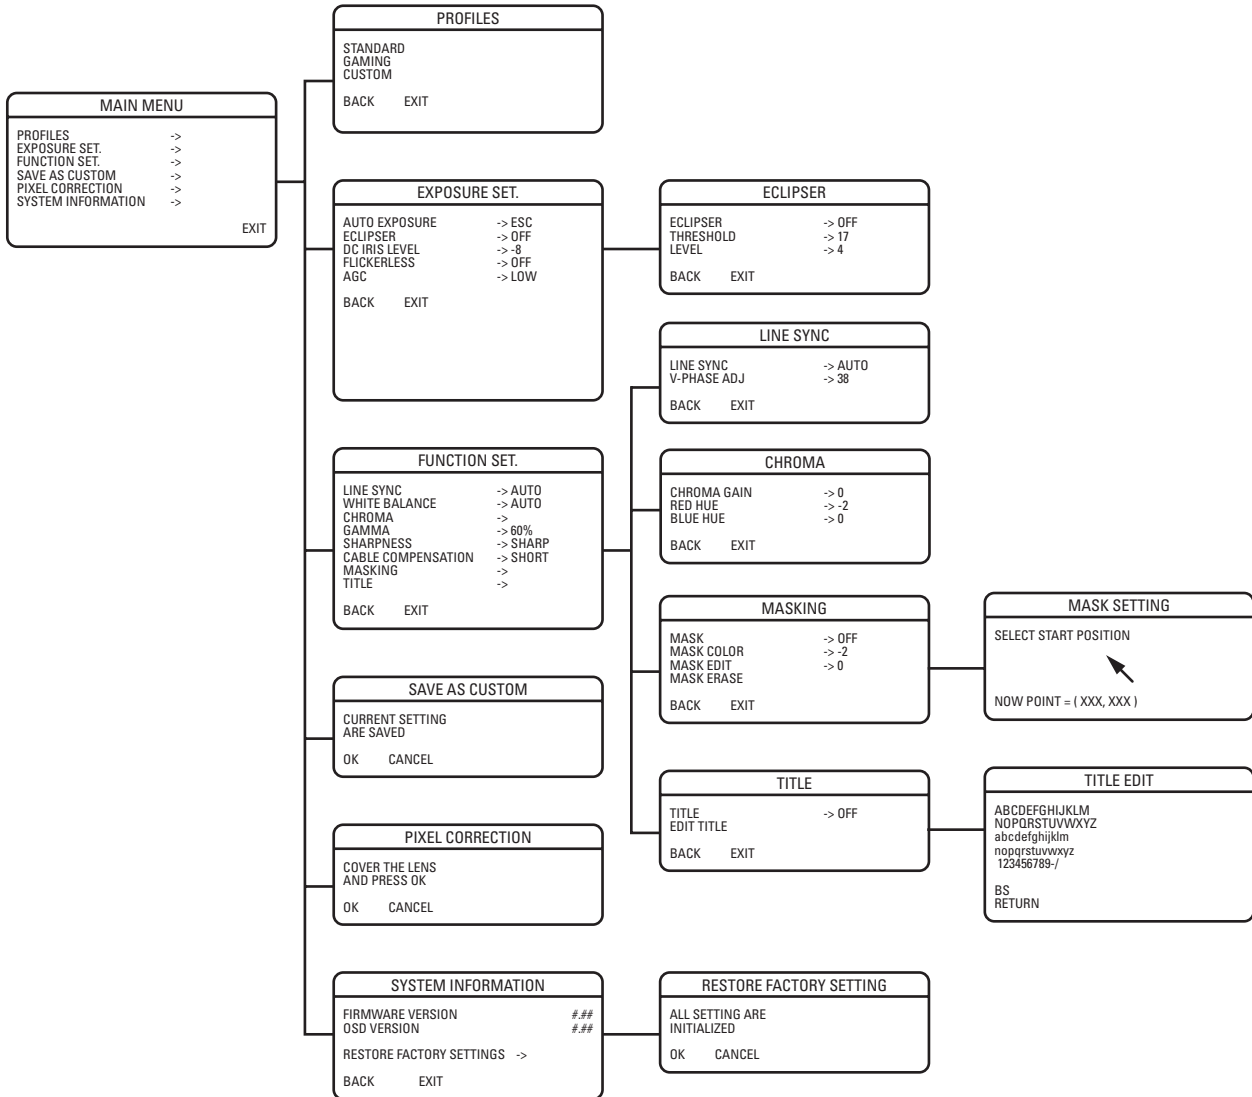 MAIN MENU
PROFILES ->
EXPOSURE SET. ->
FUNCTION SET. ->
SAVE AS CUSTOM ->
PIXEL CORRECTION ->
SYSTEM INFORMATION ->
EXIT
PROFILES
STANDARD
GAMING
CUSTOM
BACK EXIT
EXPOSURE SET.
AUTO EXPOSURE -> ESC
ECLIPSER -> OFF
DC IRIS LEVEL -> -8
FLICKERLESS -> OFF
AGC -> LOW
BACK EXIT
ECLIPSER
ECLIPSER -> OFF
THRESHOLD -> 17
LEVEL -> 4
BACK EXIT
FUNCTION SET.
LINE SYNC -> AUTO
WHITE BALANCE -> AUTO
CHROMA ->
GAMMA -> 60%
SHARPNESS -> SHARP
CABLE COMPENSATION -> SHORT
MASKING ->
TITLE ->
BACK EXIT
LINE SYNC
LINE SYNC -> AUTO
V-PHASE ADJ -> 38
BACK EXIT
CHROMA
CHROMA GAIN -> 0
RED HUE -> -2
BLUE HUE -> 0
BACK EXIT
MASKING
MASK -> OFF
MASK COLOR -> -2
MASK EDIT -> 0
MASK ERASE
BACK EXIT
MASK SETTING
SELECT START POSITION
NOW POINT = ( XXX, XXX )
TITLE
TITLE -> OFF
EDIT TITLE
BACK EXIT
TITLE EDIT
ABCDEFGHIJKLM
NOPQRSTUVWXYZ
abcdefghijklm
nopqrstuvwxyz
123456789-/
BS
RETURN
SAVE AS CUSTOM
CURRENT SETTING
ARE SAVED
OK CANCEL
PIXEL CORRECTION
COVER THE LENS
AND PRESS OK
OK CANCEL
SYSTEM INFORMATION
FIRMWARE VERSION #.##
OSD VERSION #.##
RESTORE FACTORY SETTINGS ->
BACK EXIT
RESTORE FACTORY SETTING
ALL SETTING ARE
INITIALIZED
OK CANCEL